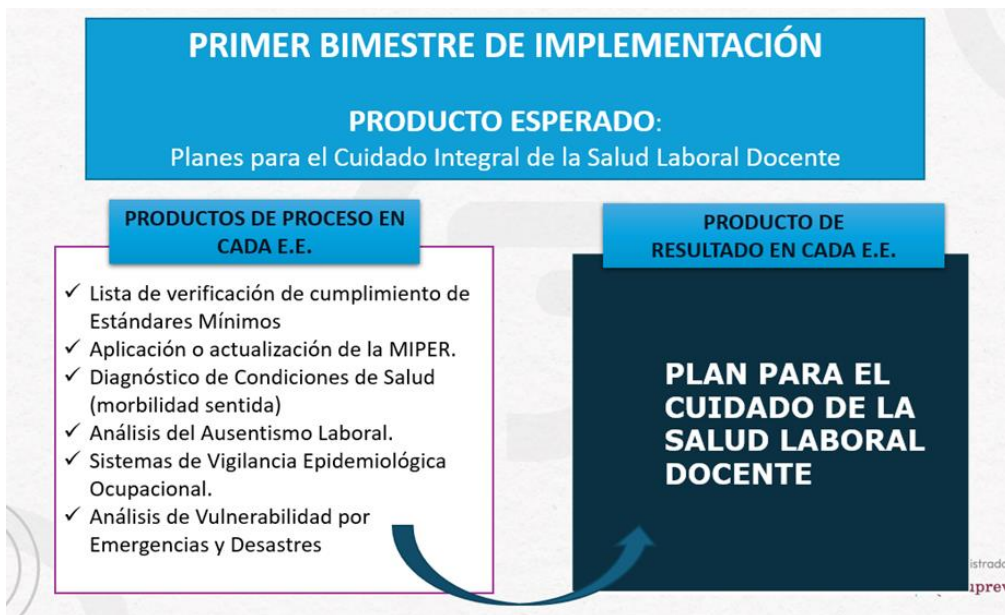 PRIMER BIMESTRE DE IMPLEMENTACIÓN
PRODUCTO ESPERADO:
Planes para el Cuidado Integral de la Salud Laboral Docente
PRODUCTOS DE PROCESO EN
CADA E.E.
✓ Lista de verificación de cumplimiento de
Estándares Mínimos
✓ Aplicación o actualización de la MIPER.
✓ Diagnóstico de Condiciones de Salud
(morbilidad sentida)
✓ Análisis del Ausentismo Laboral.
✓ Sistemas de Vigilancia Epidemiológica
Ocupacional.
✓ Análisis de Vulnerabilidad por
Emergencias y Desastres
PRODUCTO DE
RESULTADO EN CADA E.E.
PLAN PARA EL
CUIDADO DE LA
SALUD LABORAL
DOCENTE